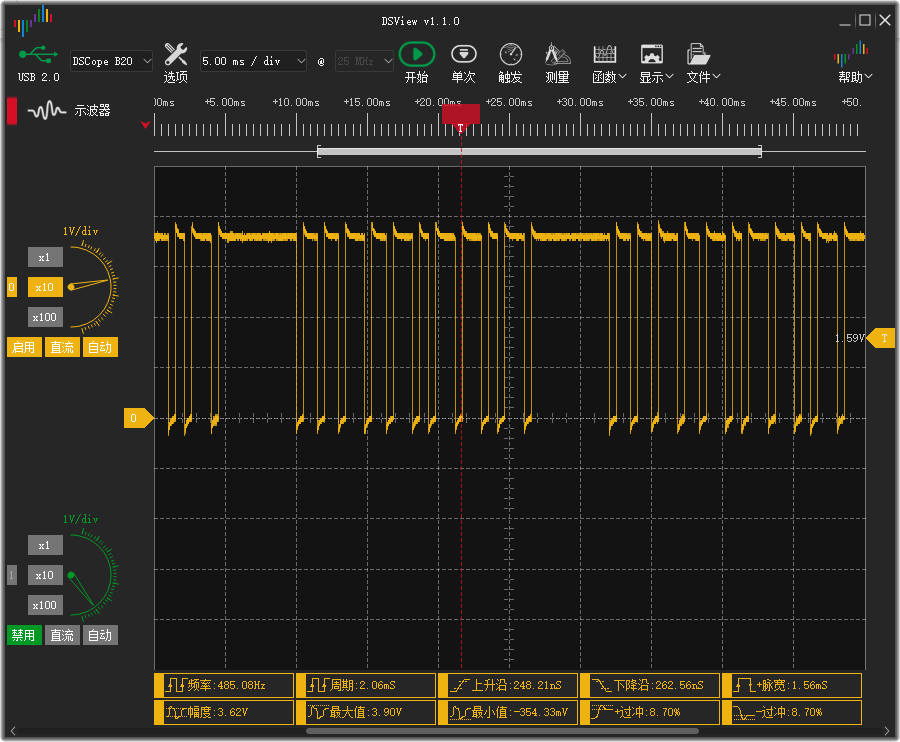 DSView v1.1.0
USB 2.0
DSCope B20
选项
5.00 ms / div
@
25 MHz
开始
单次
触发
测量
函数
显示
文件
帮助
示波器
00ms +5.00ms +10.00ms +15.00ms +20.00ms +25.00ms +30.00ms +35.00ms +40.00ms +45.00ms +50.
T
1V/div
x1
0
x10
x100
启用 直流 自动
1.59V T
0
1V/div
x1
1
x10
x100
禁用 直流 自动
频率:485.08Hz 周期:2.06mS 上升沿:248.21nS 下降沿:262.56nS +脉宽:1.56mS
幅度:3.62V 最大值:3.90V 最小值:-354.33mV +过冲:8.70% -过冲:8.70%